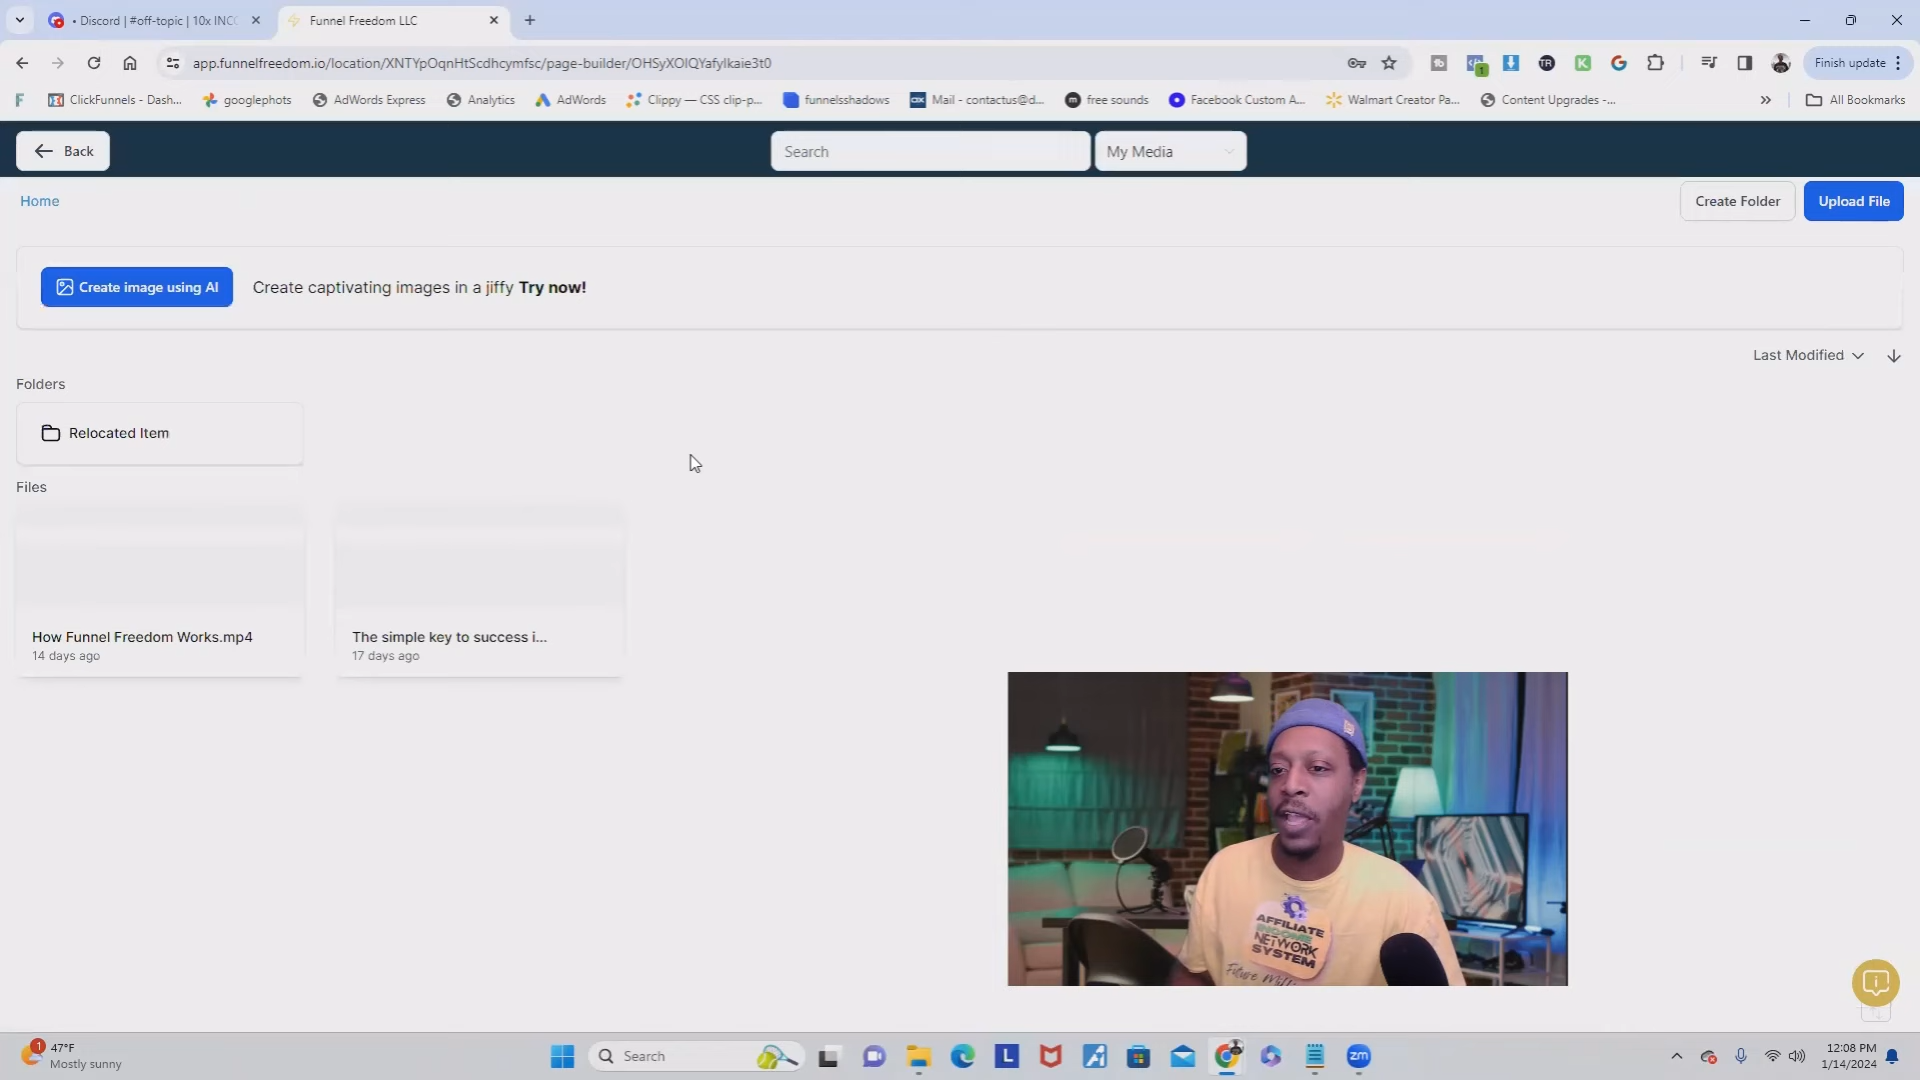 • Discord | #off-topic | 10x INC
Funnel Freedom LLC
app.funnelfreedom.io/location/XNTYpOqnHtScdhcymfsc/page-builder/OHSyXOlQYafylkaie3t0
Finish update
ClickFunnels - Dash...
googlephots
AdWords Express
Analytics
AdWords
Clippy — CSS clip-p...
funnelsshadows
Mail - contactus@d...
free sounds
Facebook Custom A...
Walmart Creator Pa...
Content Upgrades -...
»
All Bookmarks
Back
Search
My Media
Home
Create Folder
Upload File
Create image using AI
Create captivating images in a jiffy Try now!
Last Modified
Folders
Relocated Item
Files
How Funnel Freedom Works.mp4
14 days ago
The simple key to success i...
17 days ago
AFFILIATE
INCOME
NETWORK
SYSTEM
Future
1
47°F
Mostly sunny
Search
12:08 PM
1/14/2024